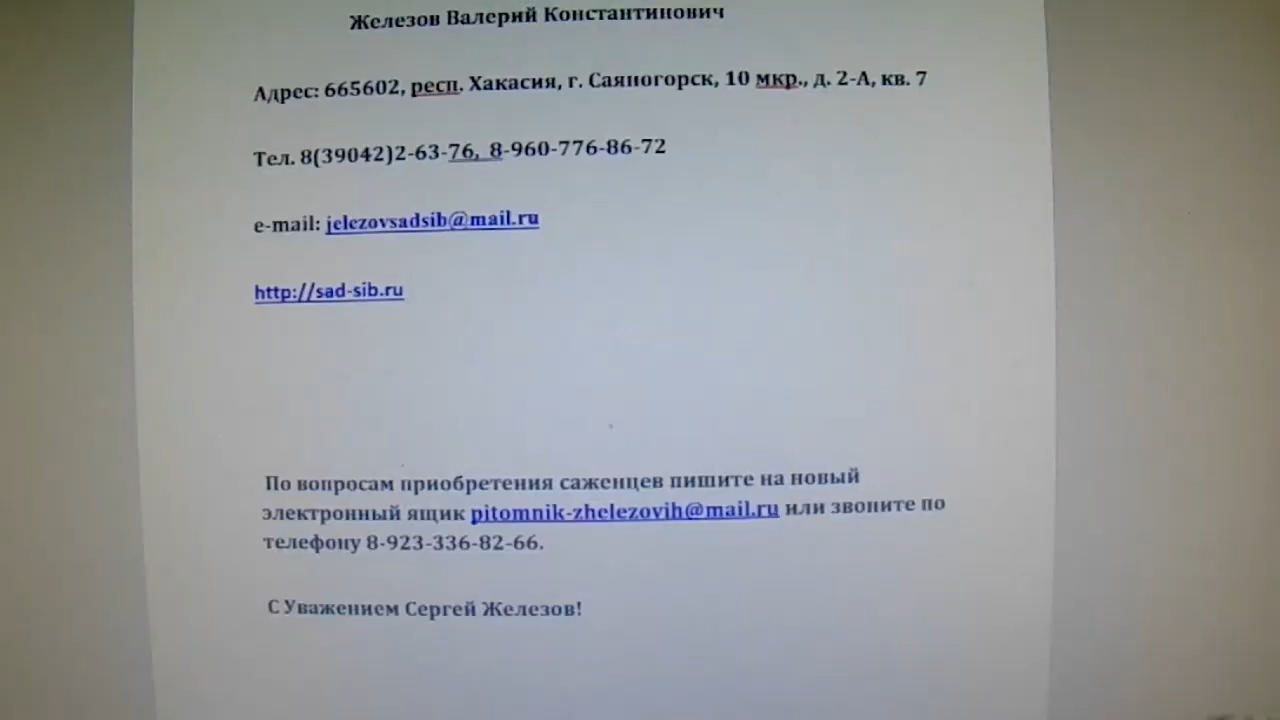 Железов Валерий Константинович
Адрес: 665602, респ. Хакасия, г. Саяногорск, 10 мкр., д. 2-А, кв. 7
Тел. 8(39042)2-63-76, 8-960-776-86-72
e-mail: jelezovsadsib@mail.ru
http://sad-sib.ru
По вопросам приобретения саженцев пишите на новый
электронный ящик pitomnik-zhelezovih@mail.ru или звоните по
телефону 8-923-336-82-66.
С Уважением Сергей Железов!